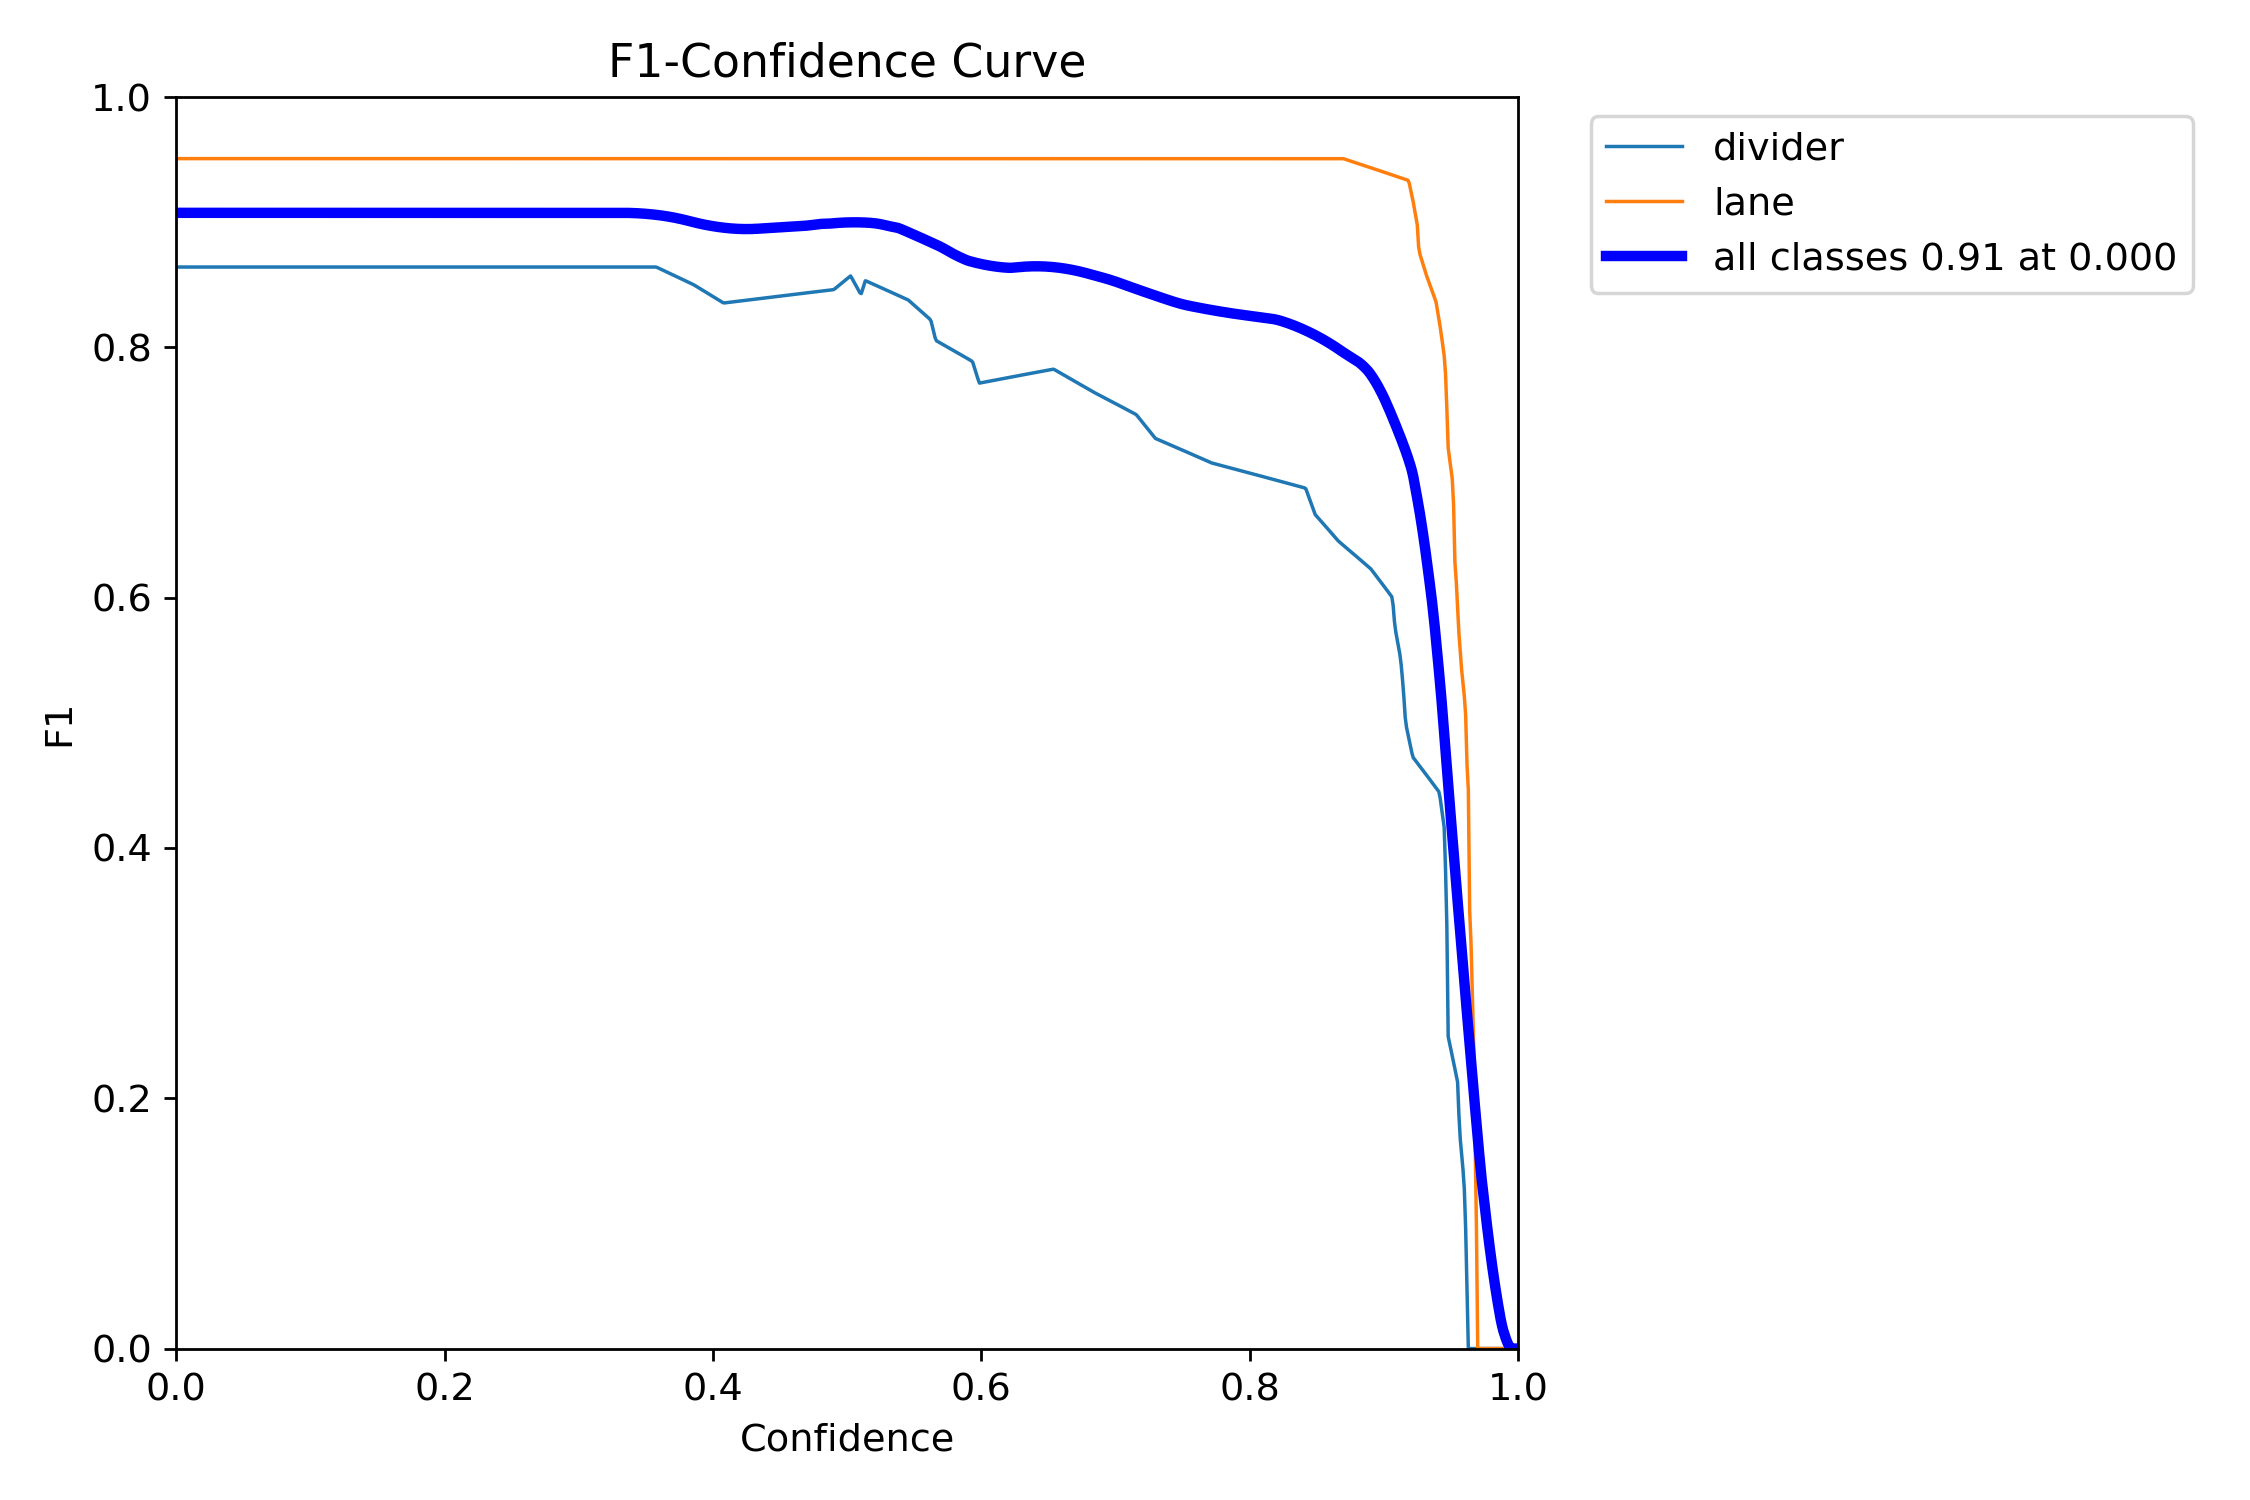 F1-Confidence Curve
1.0
0.8
0.6
0.4
0.2
0.0
F1
0.0 0.2 0.4 0.6 0.8 1.0
Confidence
divider
lane
all classes 0.91 at 0.000